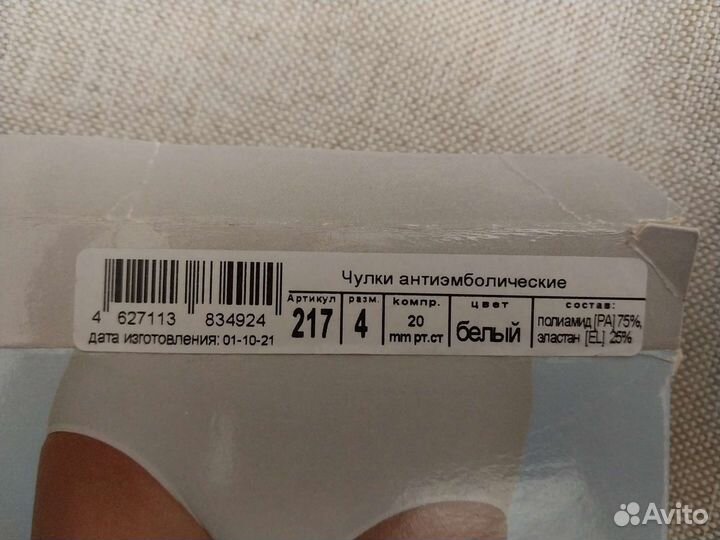 Чулки антиэмболические
4 627113 834924
Артикул разм. компр. цвет состав:
217 4 20 mm рт.ст белый полиамид [PA] 75%, эластан [EL] 25%
дата изготовления: 01-10-21
Avito